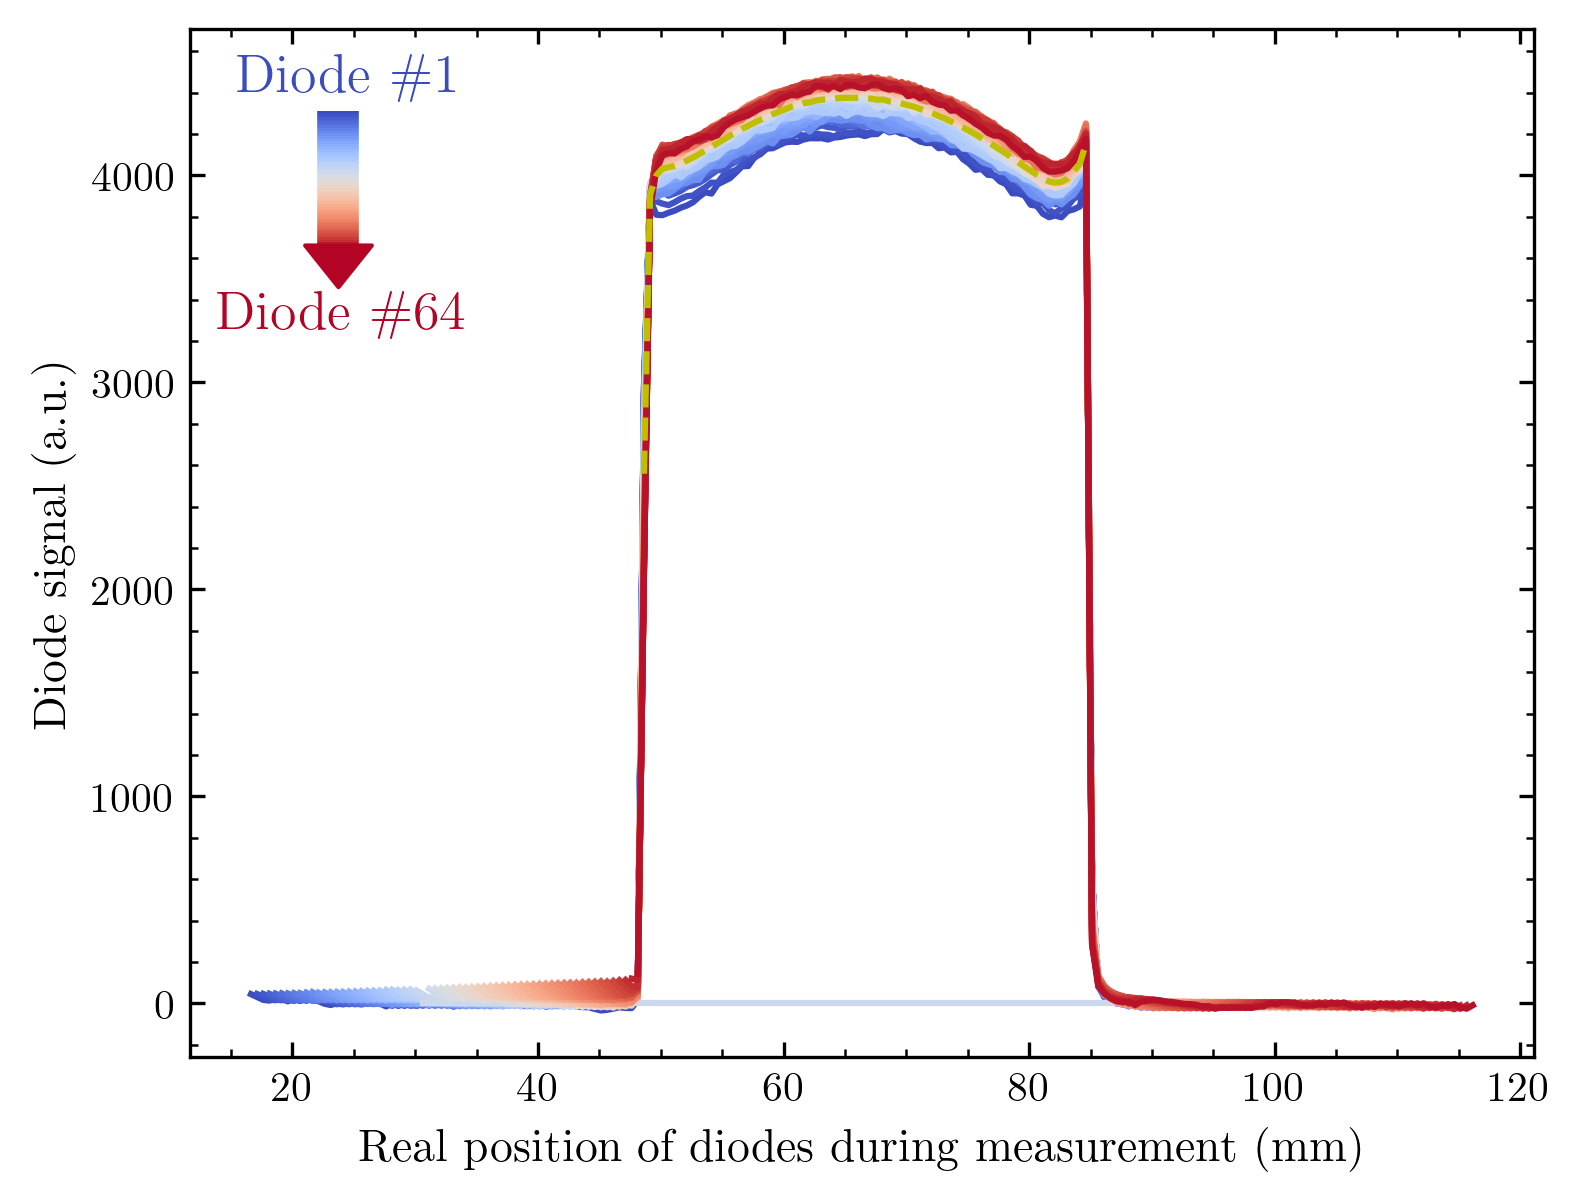 Diode #1
Diode #64
4000
3000
2000
1000
0
Diode signal (a.u.)
20 40 60 80 100 120
Real position of diodes during measurement (mm)